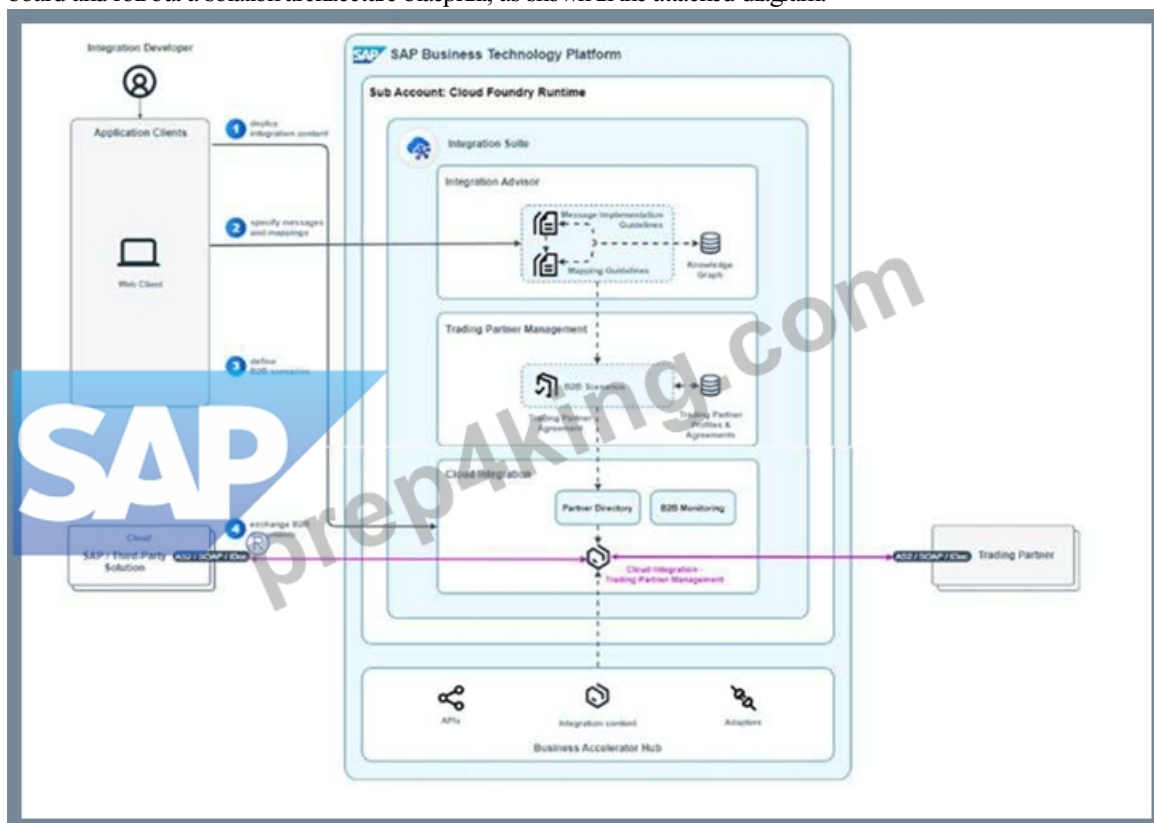 board and roll out a solution architecture blueprint, as shown in the attached diagram.
Integration Developer
SAP SAP Business Technology Platform
Sub Account: Cloud Foundry Runtime
Application Clients
1 deploy
integration content
Integration Suite
Integration Advisor
2 specify messages
and mappings
Message Implementation
Guidelines
Mapping Guidelines
Knowledge
Graph
Web Client
Trading Partner Management
3 define
B2B scenarios
B2B Scenarios
Trading Partner
Agreement
Trading Partner
Profiles &
Agreements
SAP
Cloud Integration
Partner Directory
B2B Monitoring
4 exchange B2B
Cloud
SAP / Third-Party
Solution
AS2 / SOAP / IDoc
Cloud Integration -
Trading Partner Management
AS2 / SOAP / IDoc
Trading Partner
APIs
Integration content
Adapters
Business Accelerator Hub
prep4king.com